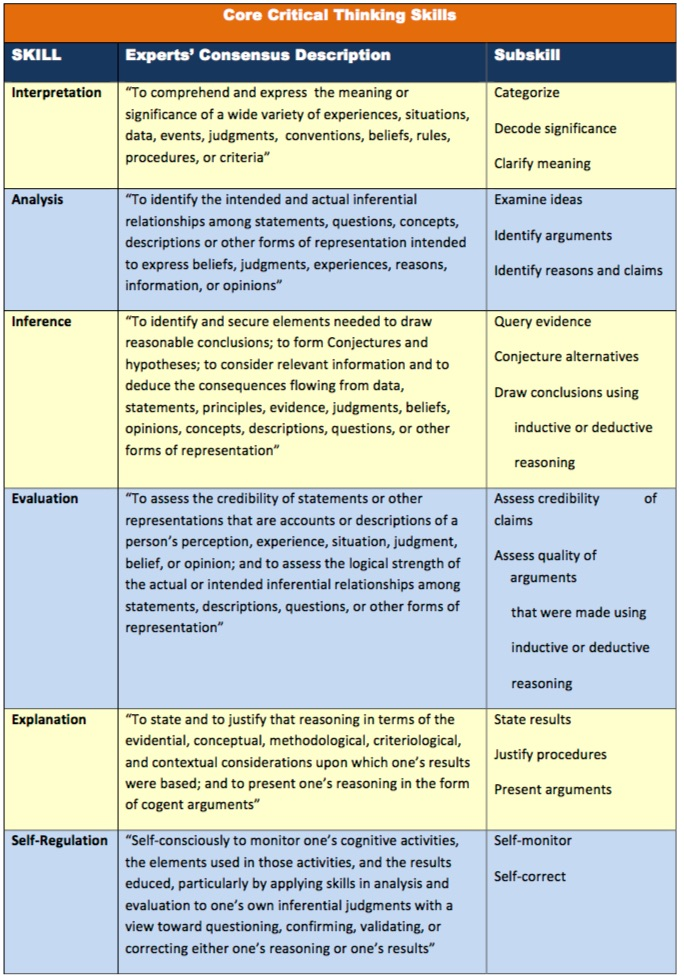 Core Critical Thinking Skills
SKILL Experts’ Consensus Description Subskill
Interpretation
“To comprehend and express the meaning or
significance of a wide variety of experiences, situations,
data, events, judgments, conventions, beliefs, rules,
procedures, or criteria”
Categorize
Decode significance
Clarify meaning
Analysis
“To identify the intended and actual inferential
relationships among statements, questions, concepts,
descriptions or other forms of representation intended
to express beliefs, judgments, experiences, reasons,
information, or opinions”
Examine ideas
Identify arguments
Identify reasons and claims
Inference
“To identify and secure elements needed to draw
reasonable conclusions; to form Conjectures and
hypotheses; to consider relevant information and to
deduce the consequences flowing from data,
statements, principles, evidence, judgments, beliefs,
opinions, concepts, descriptions, questions, or other
forms of representation”
Query evidence
Conjecture alternatives
Draw conclusions using
inductive or deductive
reasoning
Evaluation
“To assess the credibility of statements or other
representations that are accounts or descriptions of a
person’s perception, experience, situation, judgment,
belief, or opinion; and to assess the logical strength of
the actual or intended inferential relationships among
statements, descriptions, questions, or other forms of
representation”
Assess credibility of
claims
Assess quality of
arguments
that were made using
inductive or deductive
reasoning
Explanation
“To state and to justify that reasoning in terms of the
evidential, conceptual, methodological, criteriological,
and contextual considerations upon which one’s results
were based; and to present one’s reasoning in the form
of cogent arguments”
State results
Justify procedures
Present arguments
Self-Regulation
“Self-consciously to monitor one’s cognitive activities,
the elements used in those activities, and the results
educed, particularly by applying skills in analysis and
evaluation to one’s own inferential judgments with a
view toward questioning, confirming, validating, or
correcting either one’s reasoning or one’s results”
Self-monitor
Self-correct